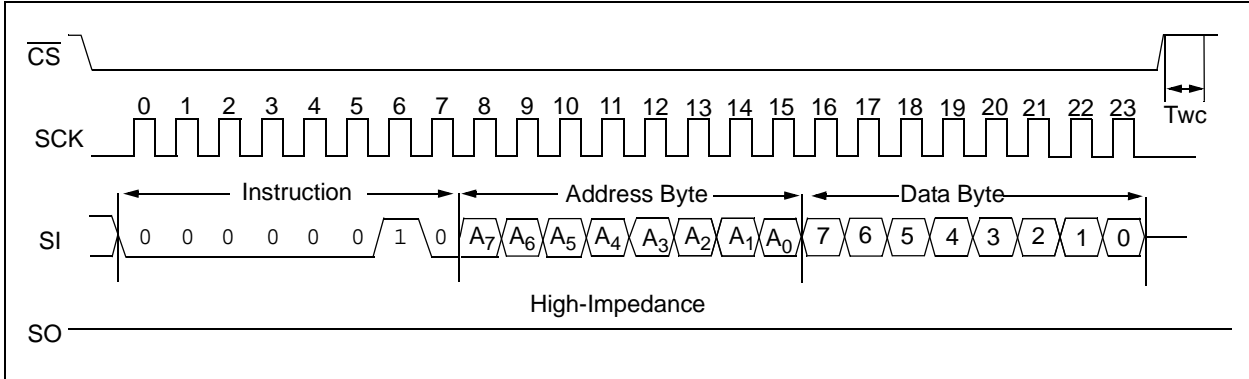 CS
0 1 2 3 4 5 6 7 8 9 10 11 12 13 14 15 16 17 18 19 20 21 22 23
Twc
SCK
Instruction Address Byte Data Byte
SI 0 0 0 0 0 0 1 0 A7 A6 A5 A4 A3 A2 A1 A0 7 6 5 4 3 2 1 0
High-Impedance
SO